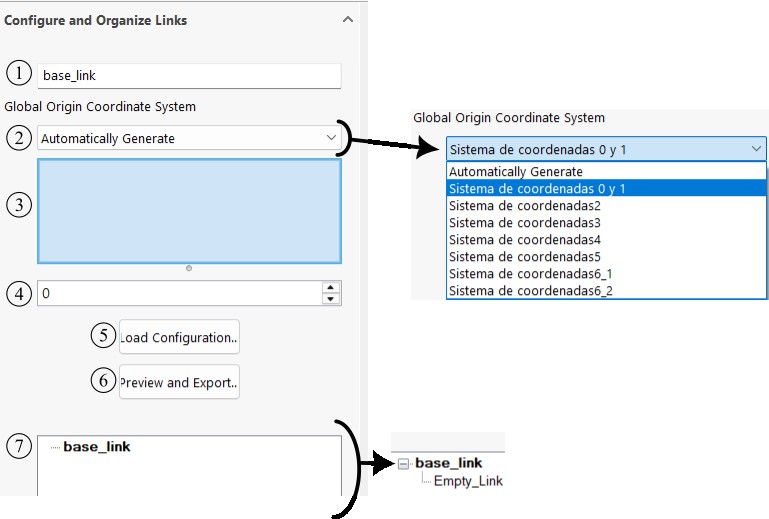 Configure and Organize Links
1 base_link
Global Origin Coordinate System
2 Automatically Generate
3
4 0
5 Load Configuration..
6 Preview and Export..
7 base_link
Global Origin Coordinate System
Sistema de coordenadas 0 y 1
Automatically Generate
Sistema de coordenadas 0 y 1
Sistema de coordenadas2
Sistema de coordenadas3
Sistema de coordenadas4
Sistema de coordenadas5
Sistema de coordenadas6_1
Sistema de coordenadas6_2
base_link
Empty_Link